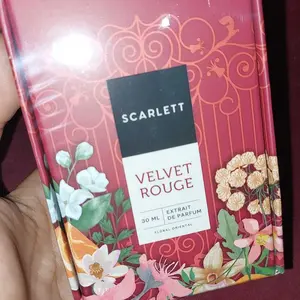 SCARLETT
VELVET
ROUGE
30 ML
EXTRAIT
DE PARFUM
FLORAL ORIENTAL